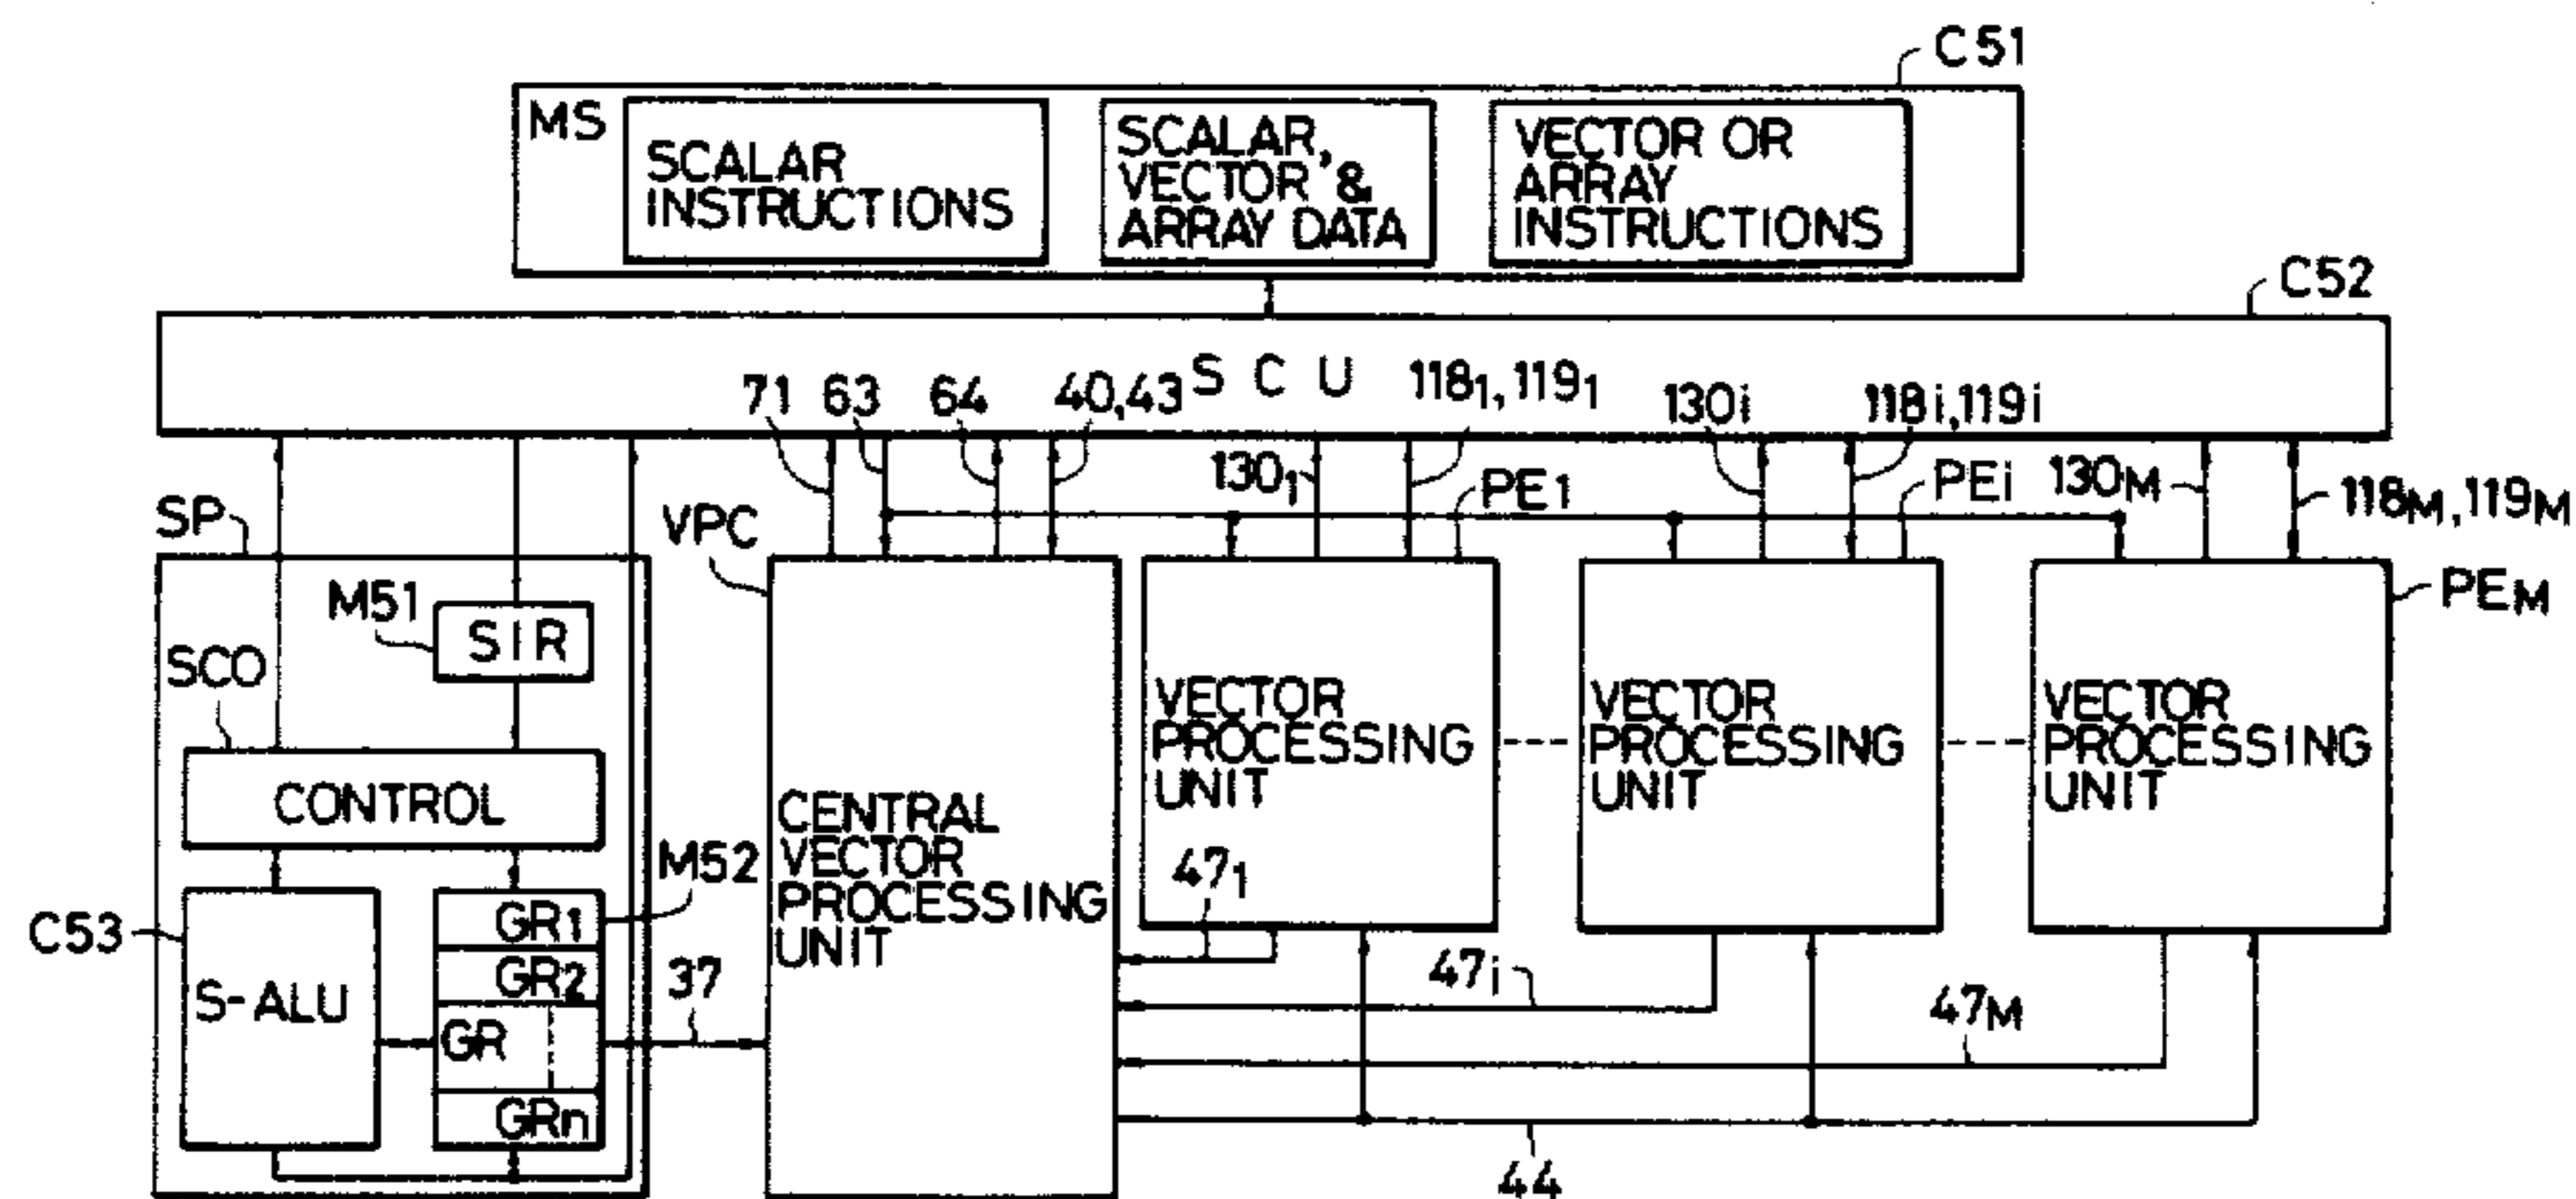 C51
MS
SCALAR
INSTRUCTIONS
SCALAR,
VECTOR &
ARRAY DATA
VECTOR OR
ARRAY
INSTRUCTIONS
C52
SCU
71
63
64
40,43
118₁,119₁
130i
118i,119i
130₁
PE1
PEi
130M
118M,119M
SP
VPC
PEM
M51
SIR
SCO
CONTROL
M52
C53
S-ALU
GR1
GR2
GR
GRn
37
CENTRAL
VECTOR
PROCESSING
UNIT
VECTOR
PROCESSING
UNIT
VECTOR
PROCESSING
UNIT
VECTOR
PROCESSING
UNIT
47₁
47i
47M
44